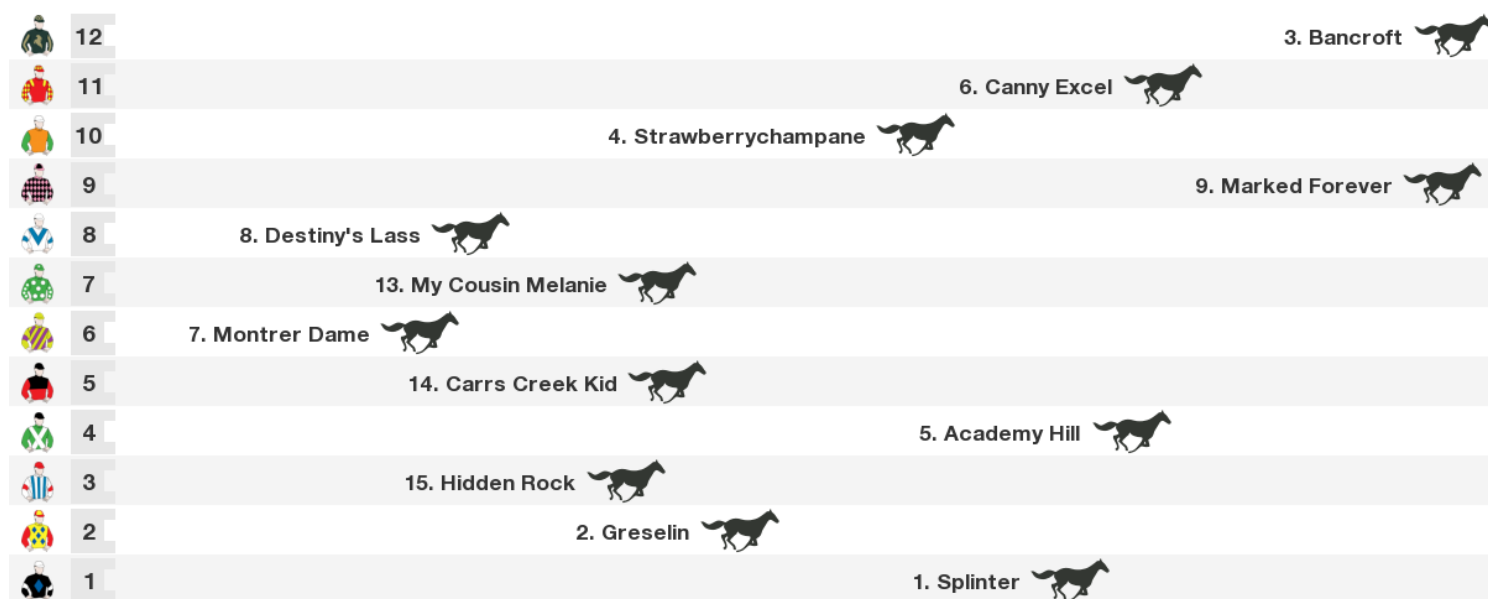 12 3. Bancroft
11 6. Canny Excel
10 4. Strawberrychampane
9 9. Marked Forever
8 8. Destiny's Lass
7 13. My Cousin Melanie
6 7. Montrer Dame
5 14. Carrs Creek Kid
4 5. Academy Hill
3 15. Hidden Rock
2 2. Greselin
1 1. Splinter